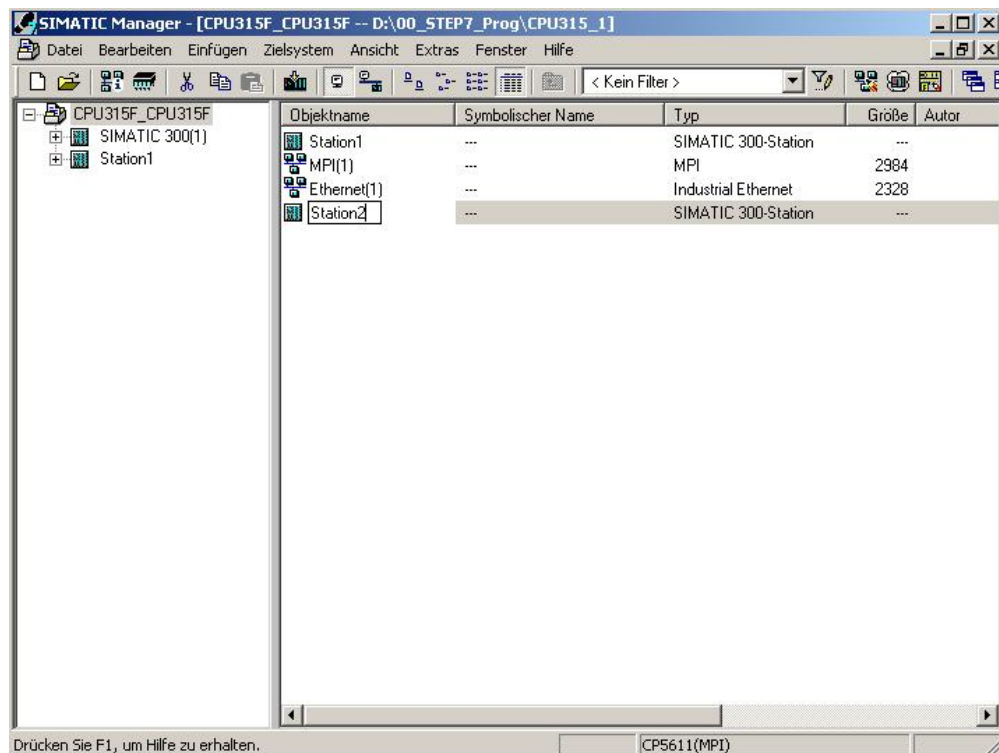 SIMATIC Manager - [CPU315F_CPU315F -- D:\00_STEP7_Prog\CPU315_1]
Datei Bearbeiten Einfügen Zielsystem Ansicht Extras Fenster Hilfe
< Kein Filter >
CPU315F_CPU315F
SIMATIC 300(1)
Station1
Objektname Symbolischer Name Typ Größe Autor
Station1 --- SIMATIC 300-Station ---
MPI(1) --- MPI 2984
Ethernet(1) --- Industrial Ethernet 2328
Station2 --- SIMATIC 300-Station ---
Drücken Sie F1, um Hilfe zu erhalten. CP5611(MPI)